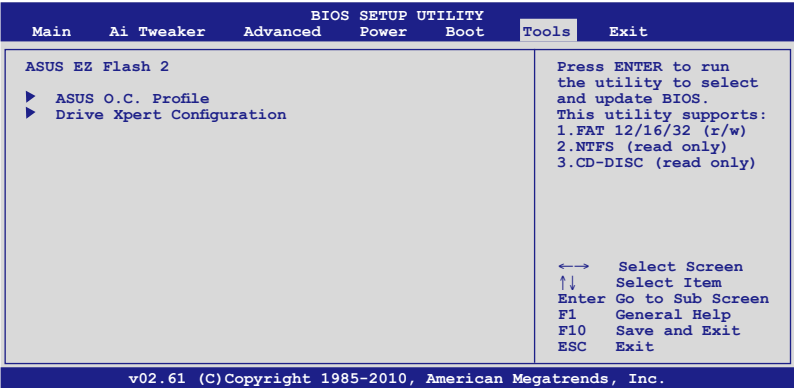 BIOS SETUP UTILITY
Main Ai Tweaker Advanced Power Boot Tools Exit
ASUS EZ Flash 2
ASUS O.C. Profile
Drive Xpert Configuration
Press ENTER to run
the utility to select
and update BIOS.
This utility supports:
1.FAT 12/16/32 (r/w)
2.NTFS (read only)
3.CD-DISC (read only)
←→ Select Screen
↑↓ Select Item
Enter Go to Sub Screen
F1 General Help
F10 Save and Exit
ESC Exit
v02.61 (C)Copyright 1985-2010, American Megatrends, Inc.